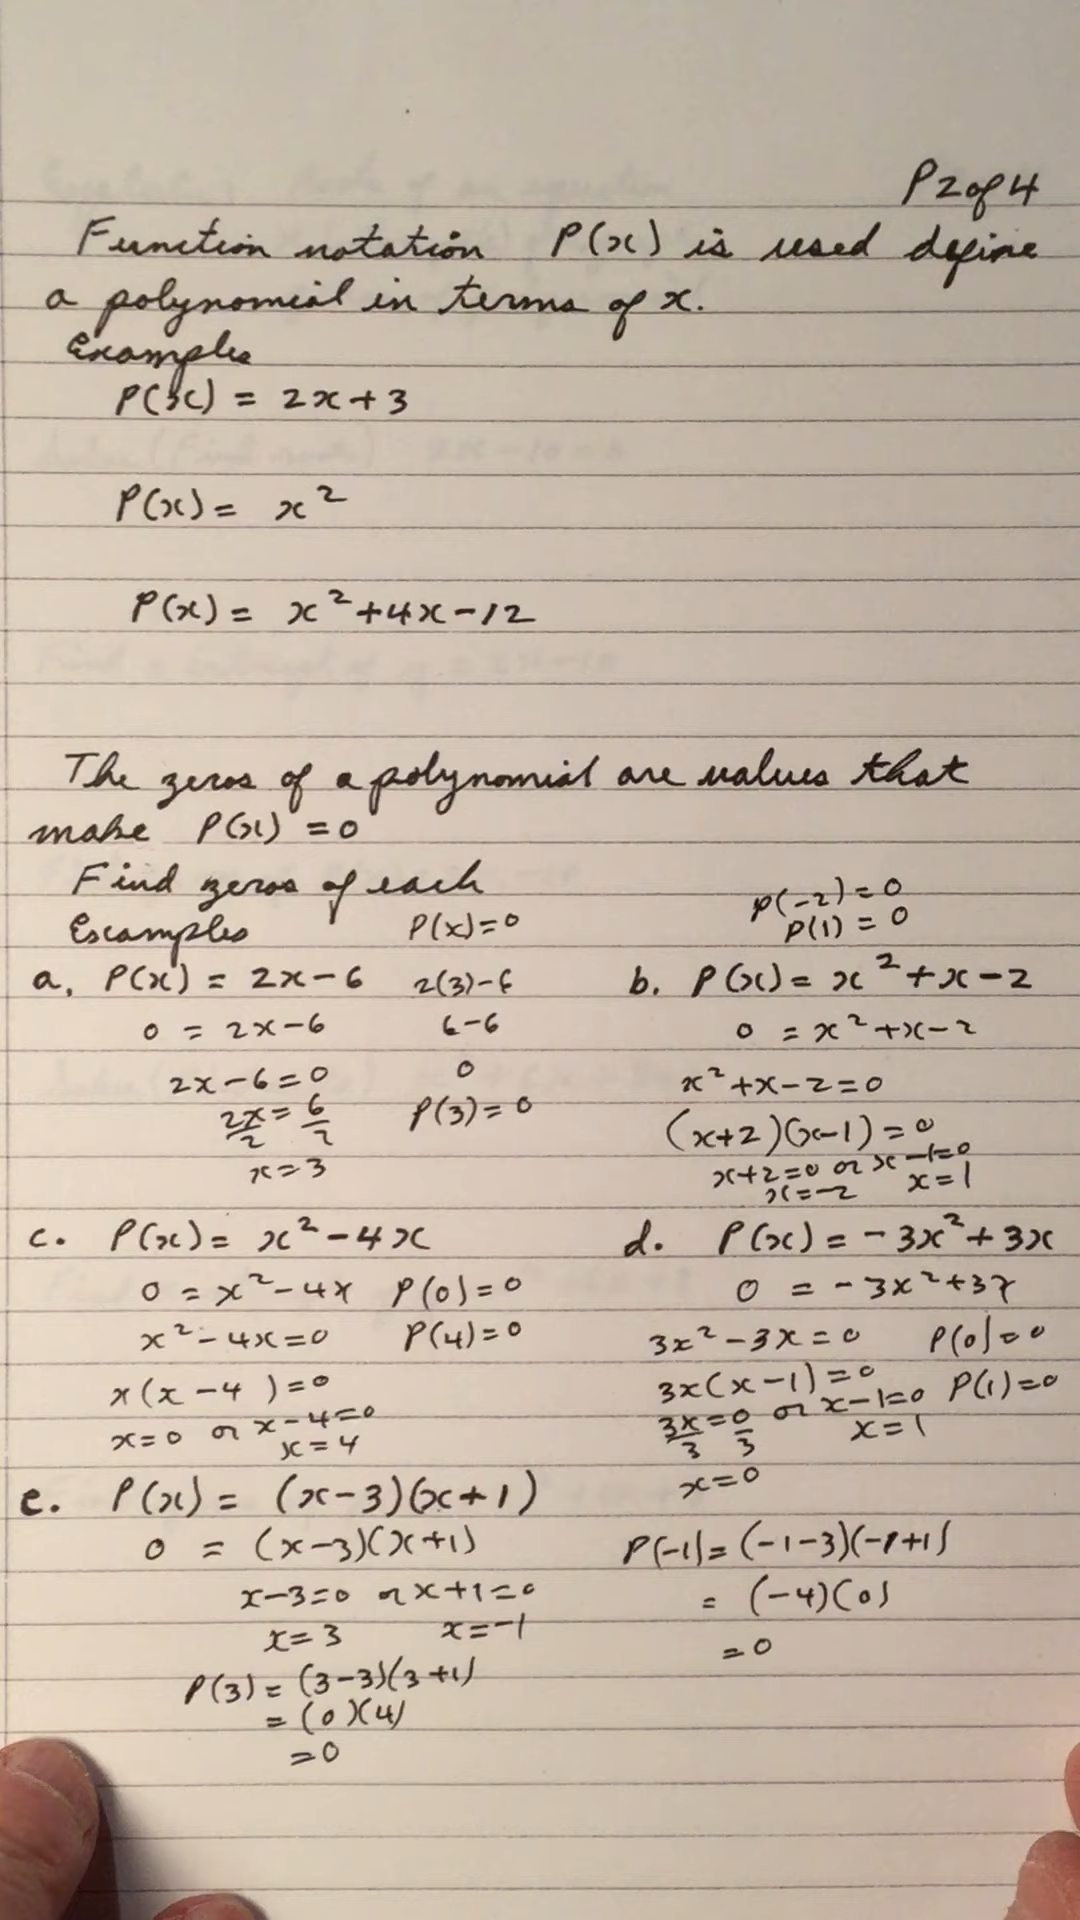 P2of4
Function notation P(x) is used define
a polynomial in terms of x.
Examples
P(x) = 2x+3
P(x) = x²
P(x) = x²+4x-12
The zeros of a polynomial are values that
make P(x) = 0
Find zeros of each
Examples P(x)=0
a, P(x) = 2x-6 2(3)-6
0 = 2x-6 6-6
2x-6=0 0
2x/2 = 6/2 P(3)=0
x=3
P(-2)=0
P(1)=0
b. P(x) = x²+x-2
0 = x²+x-2
x²+x-2=0
(x+2)(x-1)=0
x+2=0 or x-1=0
x=-2 x=1
c. P(x) = x²-4x
0 = x²-4x P(0)=0
x²-4x=0 P(4)=0
x(x-4)=0
x=0 or x-4=0
x=4
d. P(x) = -3x²+3x
0 = -3x²+3x
3x²-3x=0 P(0)=0
3x(x-1)=0 P(1)=0
3x/3=0/3 or x-1=0
x=1
x=0
e. P(x) = (x-3)(x+1)
0 = (x-3)(x+1)
x-3=0 or x+1=0
x=3 x=-1
P(3) = (3-3)(3+1)
= (0)(4)
=0
P(-1) = (-1-3)(-1+1)
= (-4)(0)
=0